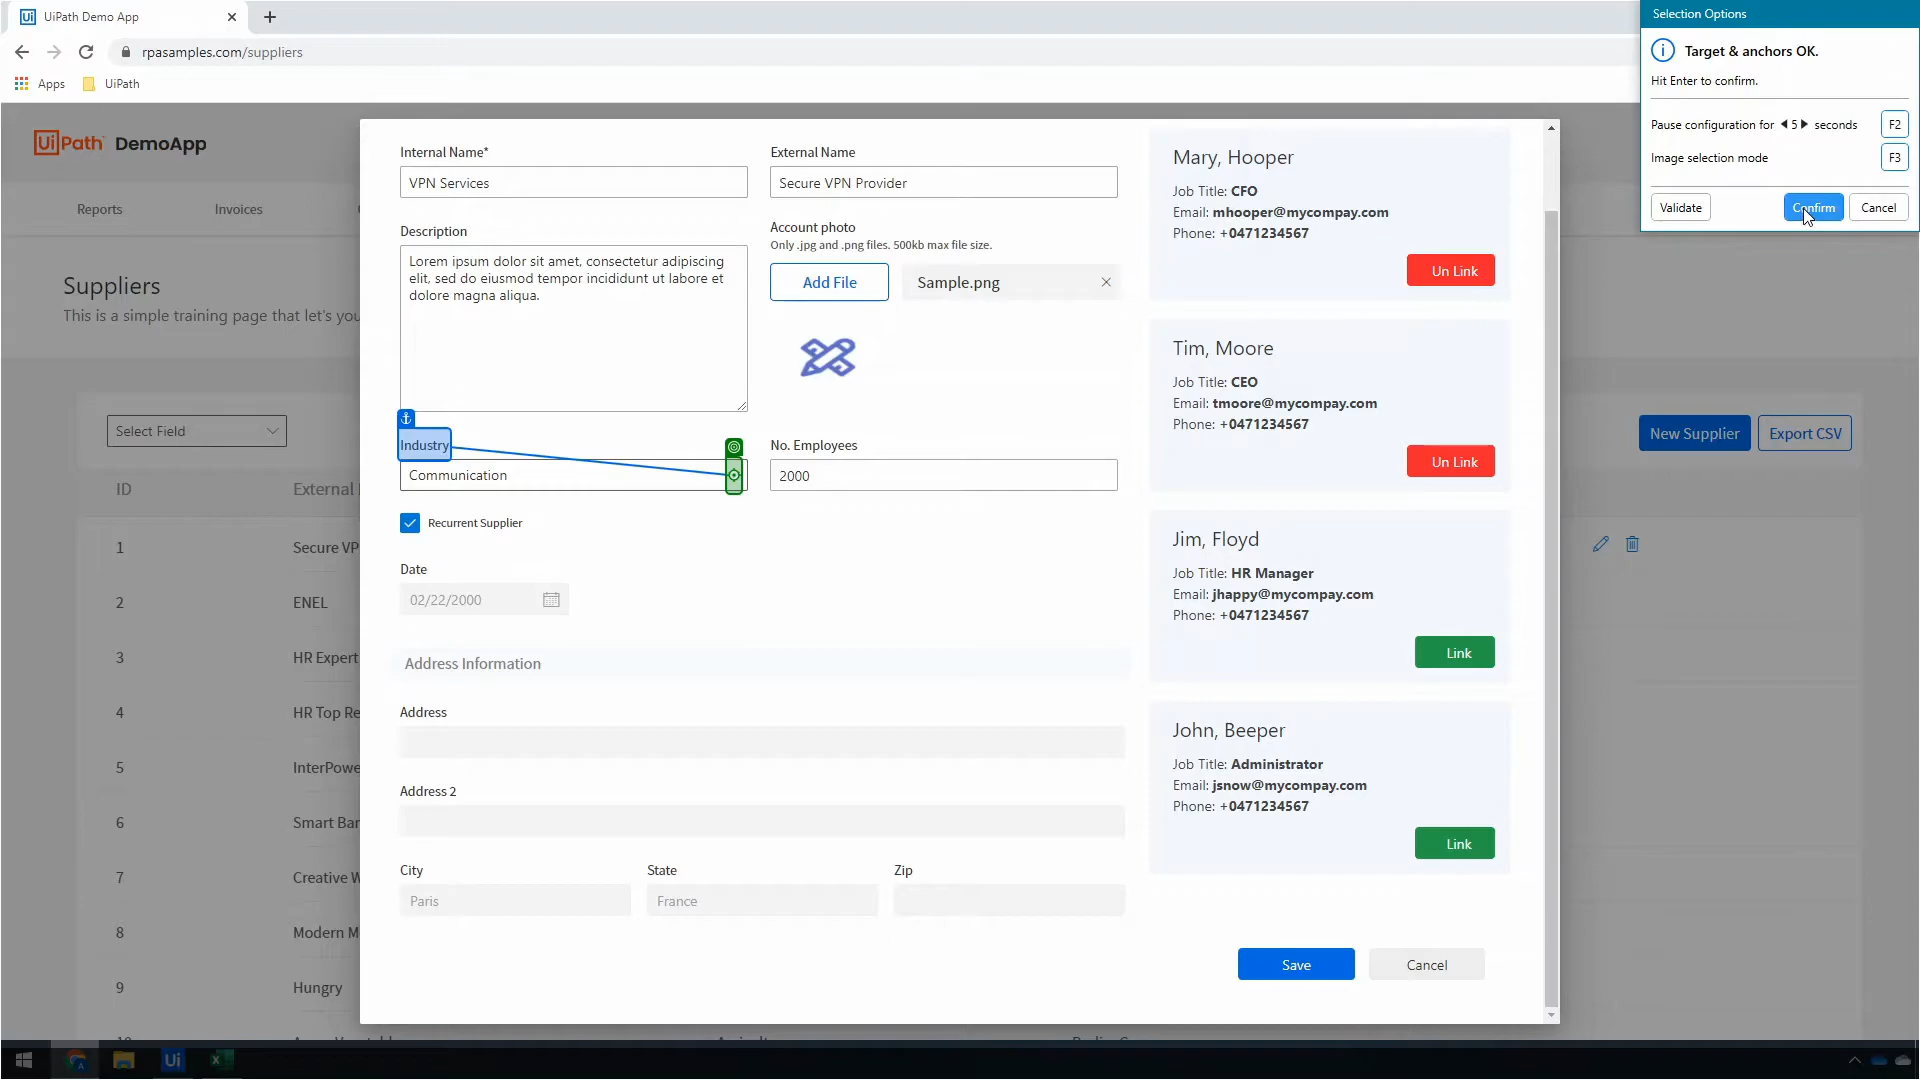 UiPath Demo App
rpasamples.com/suppliers
Apps
UiPath
Selection Options
Target & anchors OK.
Hit Enter to confirm.
Pause configuration for 5 seconds F2
Image selection mode F3
Validate Confirm Cancel
UiPath DemoApp
Reports Invoices
Suppliers
This is a simple training page that let's you
Select Field
New Supplier Export CSV
ID External
1 Secure VP
2 ENEL
3 HR Expert
4 HR Top Re
5 InterPowe
6 Smart Ban
7 Creative W
8 Modern M
9 Hungry
Internal Name*
VPN Services
External Name
Secure VPN Provider
Description
Lorem ipsum dolor sit amet, consectetur adipiscing
elit, sed do eiusmod tempor incididunt ut labore et
dolore magna aliqua.
Account photo
Only .jpg and .png files. 500kb max file size.
Add File Sample.png
Industry
Communication
No. Employees
2000
Recurrent Supplier
Date
02/22/2000
Address Information
Address
Address 2
City State Zip
Paris France
Mary, Hooper
Job Title: CFO
Email: mhooper@mycompay.com
Phone: +0471234567
Un Link
Tim, Moore
Job Title: CEO
Email: tmoore@mycompay.com
Phone: +0471234567
Un Link
Jim, Floyd
Job Title: HR Manager
Email: jhappy@mycompay.com
Phone: +0471234567
Link
John, Beeper
Job Title: Administrator
Email: jsnow@mycompay.com
Phone: +0471234567
Link
Save Cancel
Ui